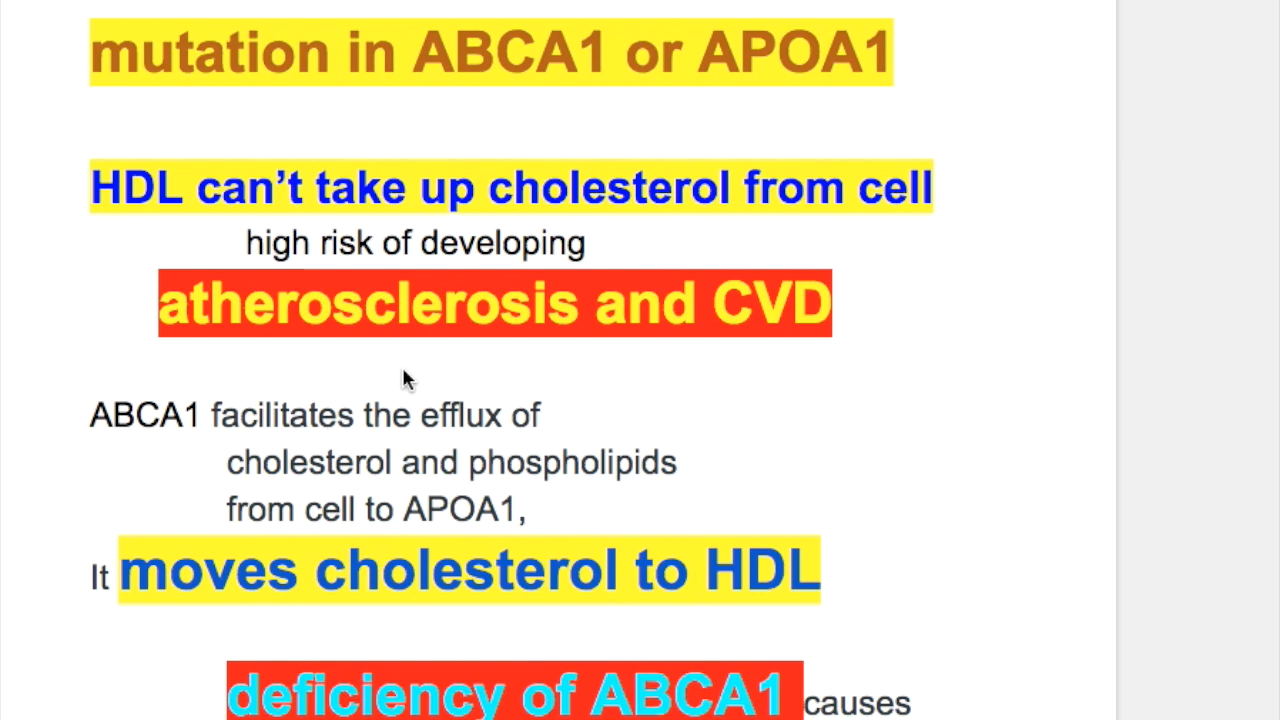 mutation in ABCA1 or APOA1
HDL can’t take up cholesterol from cell
high risk of developing
atherosclerosis and CVD
ABCA1 facilitates the efflux of
cholesterol and phospholipids
from cell to APOA1,
It moves cholesterol to HDL
deficiency of ABCA1 causes